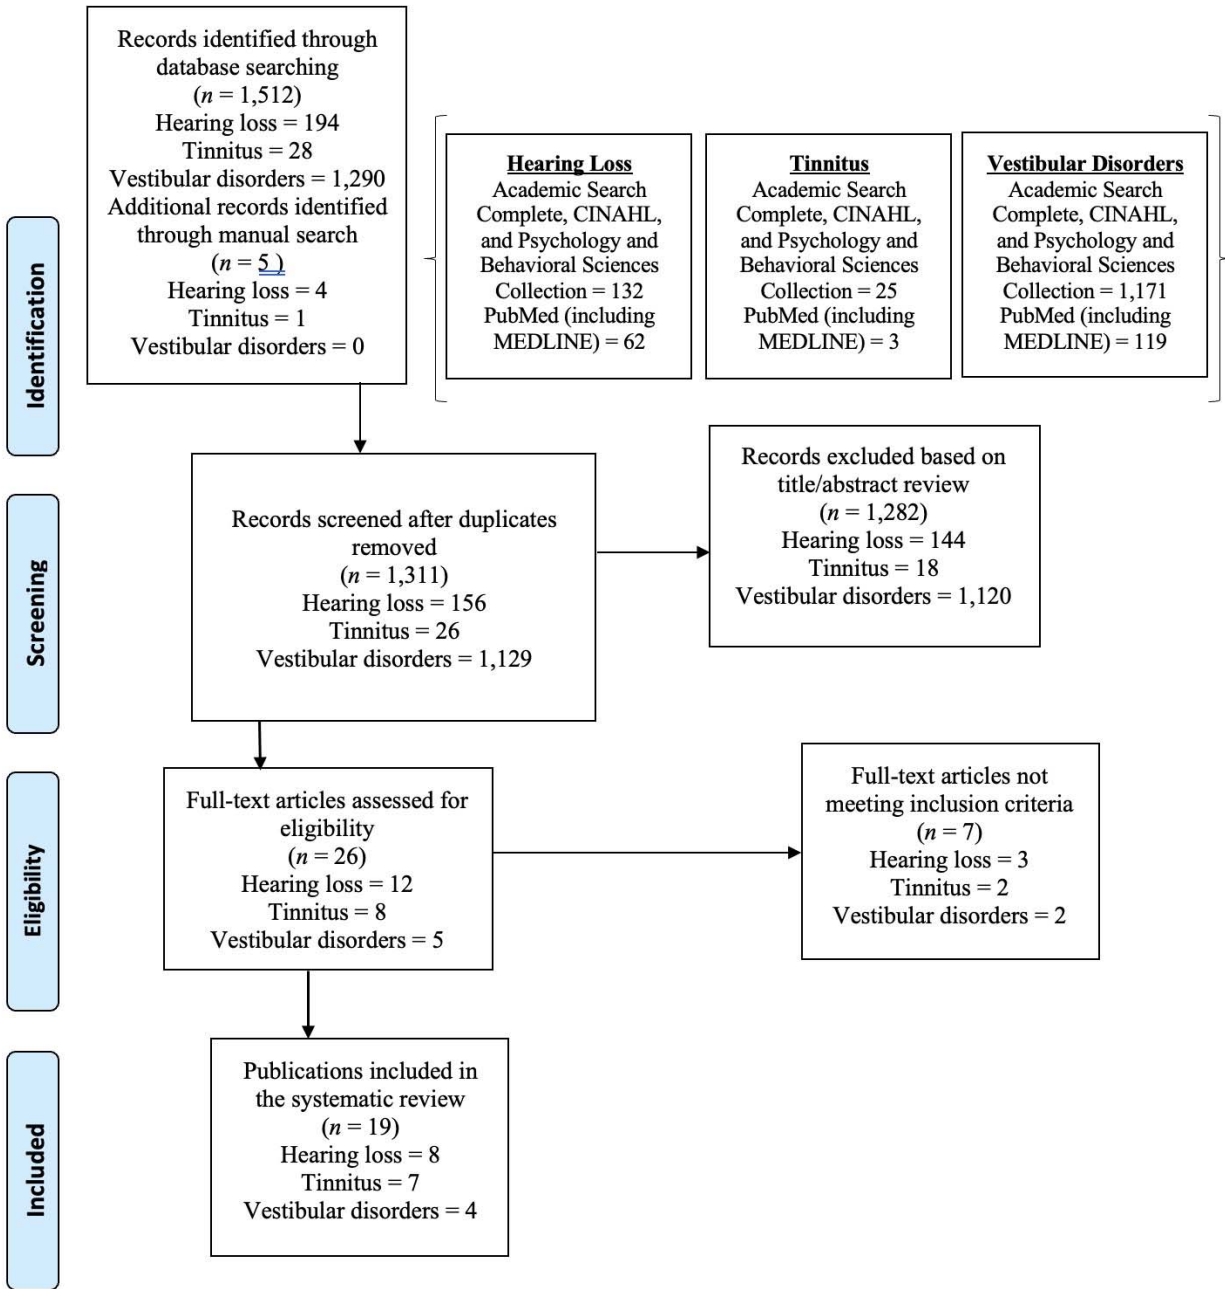 Records identified through
database searching
(n = 1,512)
Hearing loss = 194
Tinnitus = 28
Vestibular disorders = 1,290
Additional records identified
through manual search
(n = 5 )
Hearing loss = 4
Tinnitus = 1
Vestibular disorders = 0
Hearing Loss
Academic Search
Complete, CINAHL,
and Psychology and
Behavioral Sciences
Collection = 132
PubMed (including
MEDLINE) = 62
Tinnitus
Academic Search
Complete, CINAHL,
and Psychology and
Behavioral Sciences
Collection = 25
PubMed (including
MEDLINE) = 3
Vestibular Disorders
Academic Search
Complete, CINAHL,
and Psychology and
Behavioral Sciences
Collection = 1,171
PubMed (including
MEDLINE) = 119
Identification
Records screened after duplicates
removed
(n = 1,311)
Hearing loss = 156
Tinnitus = 26
Vestibular disorders = 1,129
Records excluded based on
title/abstract review
(n = 1,282)
Hearing loss = 144
Tinnitus = 18
Vestibular disorders = 1,120
Screening
Full-text articles assessed for
eligibility
(n = 26)
Hearing loss = 12
Tinnitus = 8
Vestibular disorders = 5
Full-text articles not
meeting inclusion criteria
(n = 7)
Hearing loss = 3
Tinnitus = 2
Vestibular disorders = 2
Eligibility
Publications included in
the systematic review
(n = 19)
Hearing loss = 8
Tinnitus = 7
Vestibular disorders = 4
Included